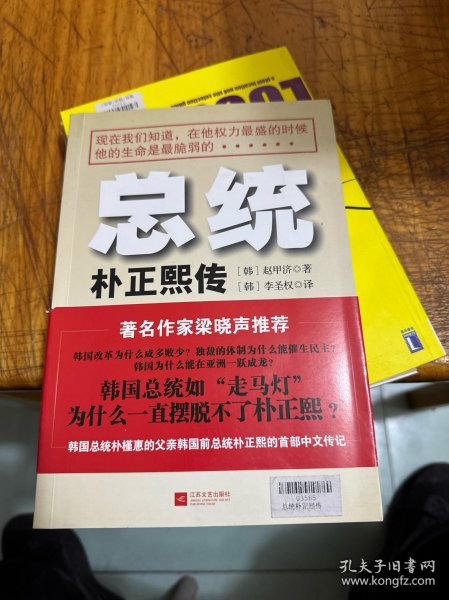 现在我们知道，在他权力最盛的时候
他的生命是最脆弱的······
总统
朴正熙传
［韩］赵甲济◎著
［韩］李圣权◎译
著名作家梁晓声推荐
韩国改革为什么成多败少？独裁的体制为什么能催生民主？
韩国为什么能在亚洲一跃成龙？
韩国总统如“走马灯”
为什么一直摆脱不了朴正熙？
韩国总统朴槿惠的父亲韩国前总统朴正熙的首部中文传记
江苏文艺出版社
03585
总统朴正熙传
孔夫子旧书网
www.kongfz.com